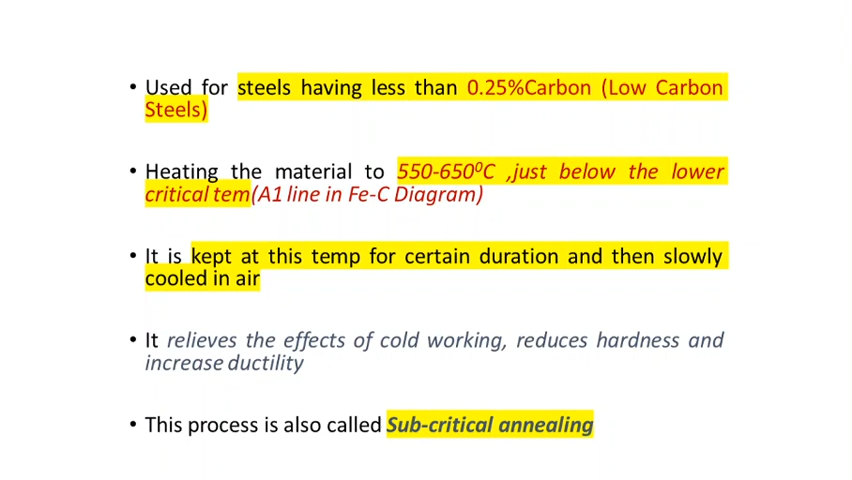 • Used for steels having less than 0.25%Carbon (Low Carbon
Steels)
• Heating the material to 550-650⁰C ,just below the lower
critical tem(A1 line in Fe-C Diagram)
• It is kept at this temp for certain duration and then slowly
cooled in air
• It relieves the effects of cold working, reduces hardness and
increase ductility
• This process is also called Sub-critical annealing